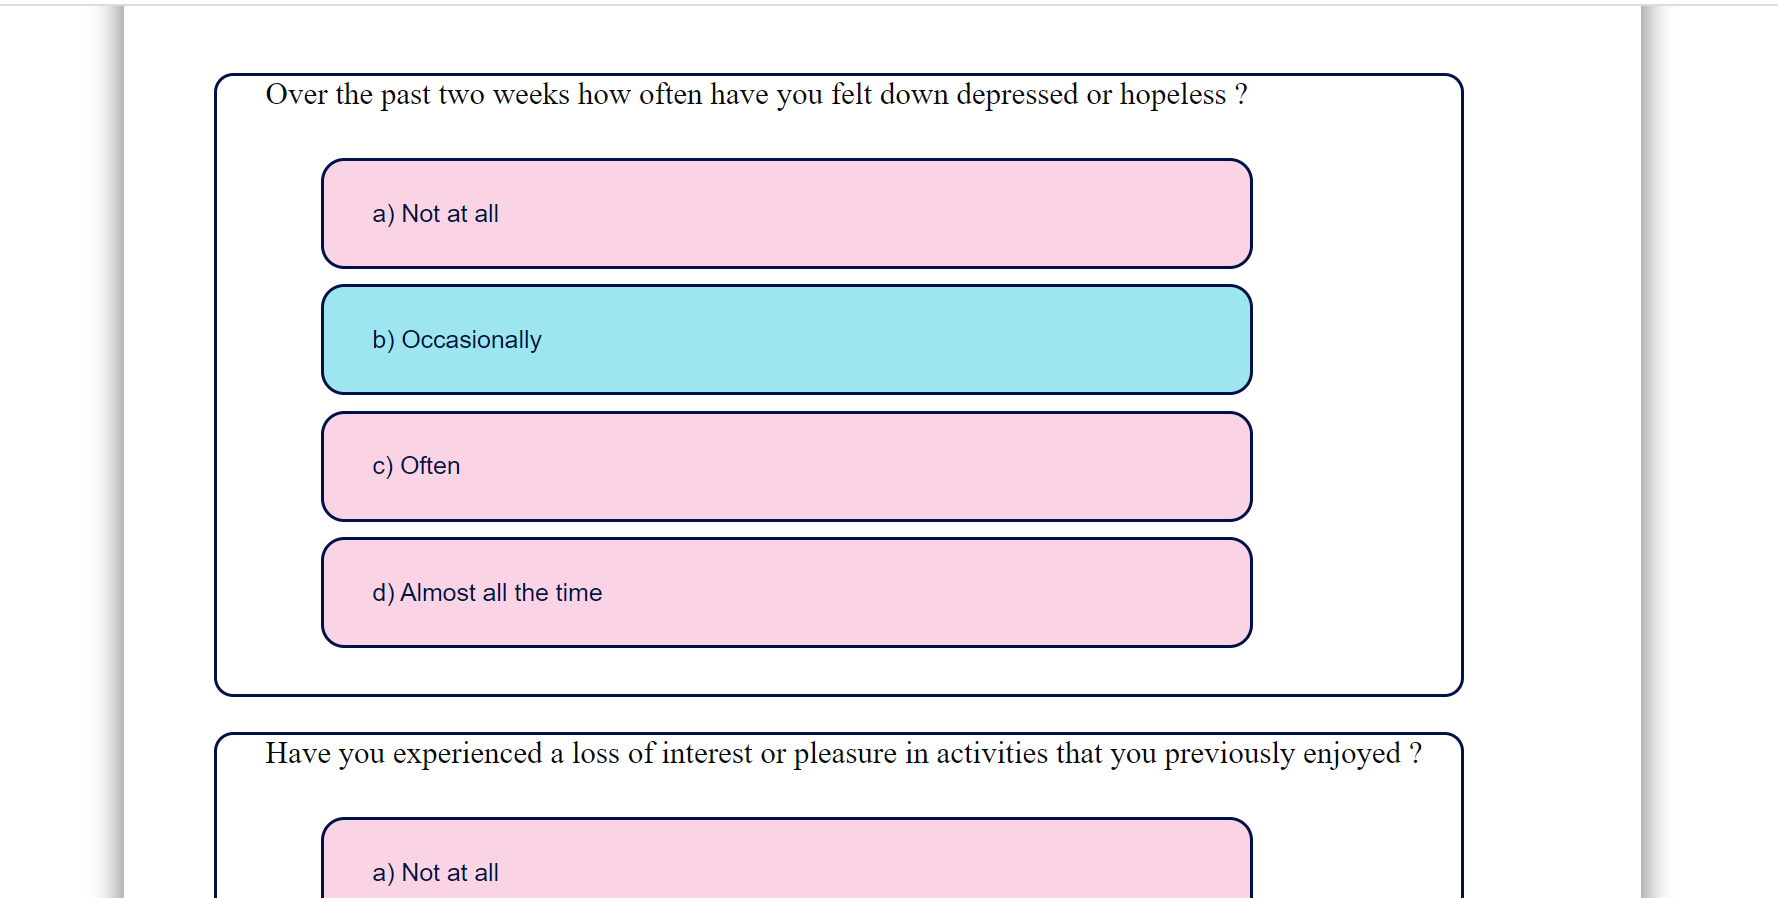 Over the past two weeks how often have you felt down depressed or hopeless ?
a) Not at all
b) Occasionally
c) Often
d) Almost all the time
Have you experienced a loss of interest or pleasure in activities that you previously enjoyed ?
a) Not at all